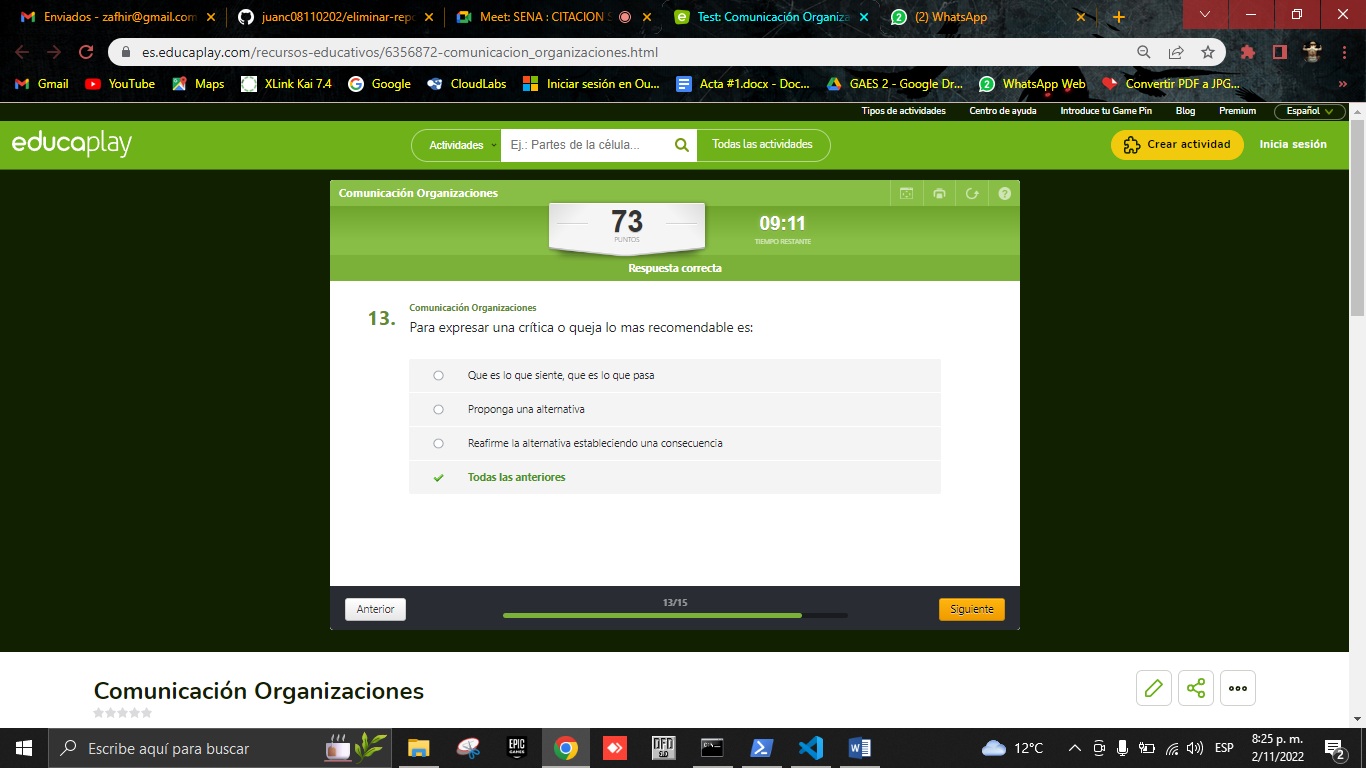 Enviados - zafhir@gmail.com
juanc08110202/eliminar-repo
Meet: SENA : CITACION S
Test: Comunicación Organiza
(2) WhatsApp
es.educaplay.com/recursos-educativos/6356872-comunicacion_organizaciones.html
Gmail
YouTube
Maps
XLink Kai 7.4
Google
CloudLabs
Iniciar sesión en Ou...
Acta #1.docx - Doc...
GAES 2 - Google Dr...
WhatsApp Web
Convertir PDF a JPG...
Tipos de actividades
Centro de ayuda
Introduce tu Game Pin
Blog
Premium
Español
educaplay
Actividades
Ej.: Partes de la célula...
Todas las actividades
Crear actividad
Inicia sesión
Comunicación Organizaciones
73
PUNTOS
09:11
TIEMPO RESTANTE
Respuesta correcta
Comunicación Organizaciones
13.
Para expresar una crítica o queja lo mas recomendable es:
Que es lo que siente, que es lo que pasa
Proponga una alternativa
Reafirme la alternativa estableciendo una consecuencia
Todas las anteriores
Anterior
13/15
Siguiente
Comunicación Organizaciones
Escribe aquí para buscar
EPIC
GAMES
12°C
ESP
8:25 p. m.
2/11/2022
2